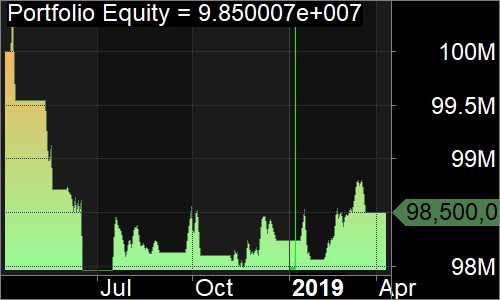 Portfolio Equity = 9.850007e+007
100M
99.5M
99M
98,500,0
98M
Jul Oct 2019 Apr